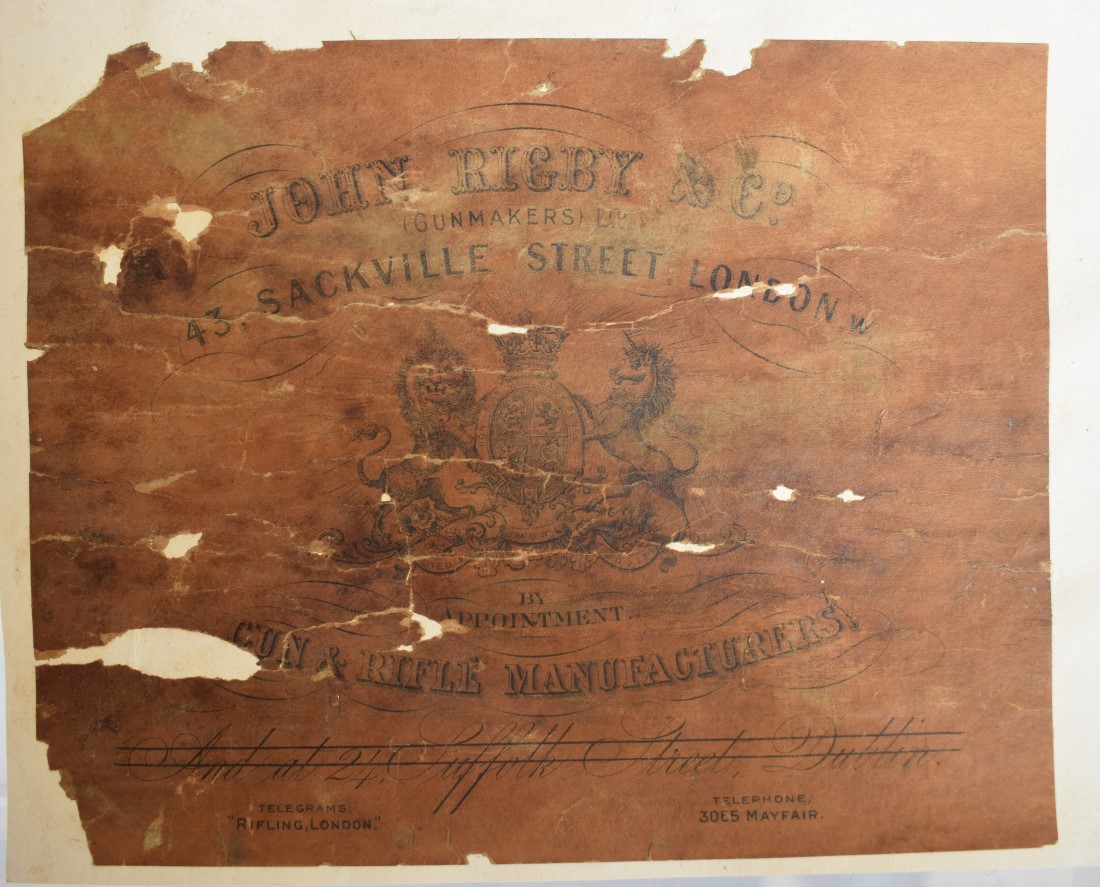 JOHN RIGBY & Co.
(GUNMAKERS) LTD.
43, SACKVILLE STREET, LONDON, W
BY
APPOINTMENT.
GUN & RIFLE MANUFACTURERS,
And at 24, Suffolk Street, Dublin.
TELEGRAMS,
"RIFLING, LONDON."
TELEPHONE,
3085 MAYFAIR.